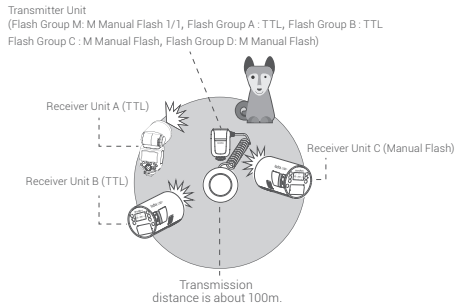 Transmitter Unit
(Flash Group M: M Manual Flash 1/1, Flash Group A : TTL, Flash Group B : TTL
Flash Group C : M Manual Flash, Flash Group D: M Manual Flash)
Receiver Unit A (TTL)
Receiver Unit C (Manual Flash)
Receiver Unit B (TTL)
Transmission
distance is about 100m.